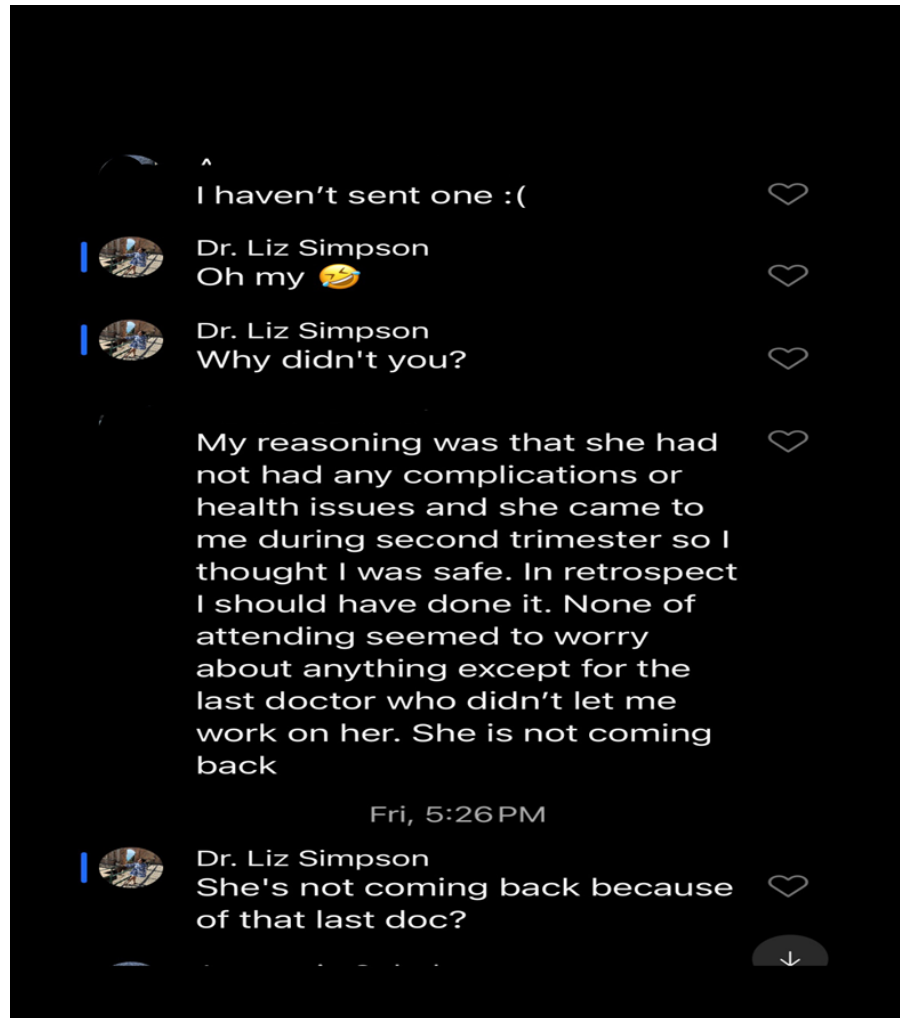 I haven’t sent one :(
Dr. Liz Simpson
Oh my 🤣
Dr. Liz Simpson
Why didn't you?
My reasoning was that she had
not had any complications or
health issues and she came to
me during second trimester so I
thought I was safe. In retrospect
I should have done it. None of
attending seemed to worry
about anything except for the
last doctor who didn’t let me
work on her. She is not coming
back
Fri, 5:26 PM
Dr. Liz Simpson
She's not coming back because
of that last doc?